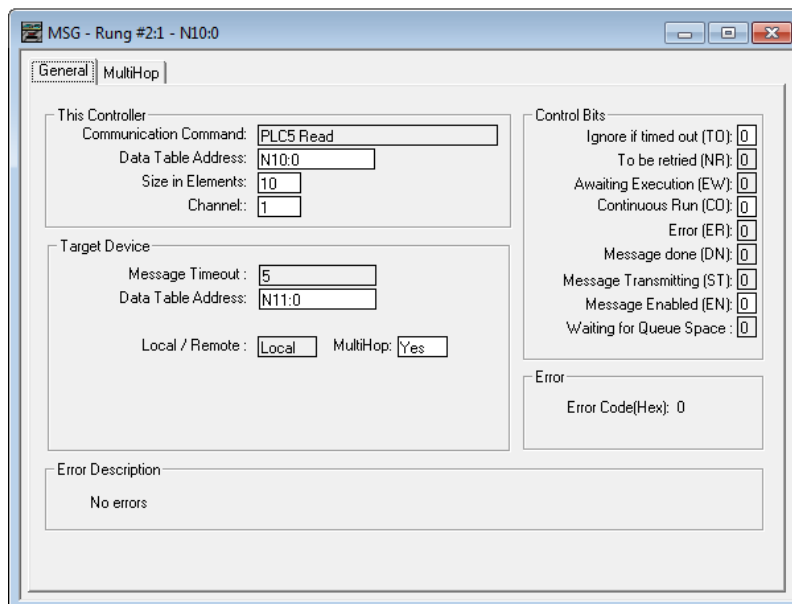 MSG - Rung #2:1 - N10:0
General
MultiHop
This Controller
Communication Command: PLC5 Read
Data Table Address: N10:0
Size in Elements: 10
Channel:: 1
Target Device
Message Timeout : 5
Data Table Address: N11:0
Local / Remote : Local MultiHop: Yes
Control Bits
Ignore if timed out (TO): 0
To be retried (NR): 0
Awaiting Execution (EW): 0
Continuous Run (CO): 0
Error (ER): 0
Message done (DN): 0
Message Transmitting (ST): 0
Message Enabled (EN): 0
Waiting for Queue Space : 0
Error
Error Code(Hex): 0
Error Description
No errors